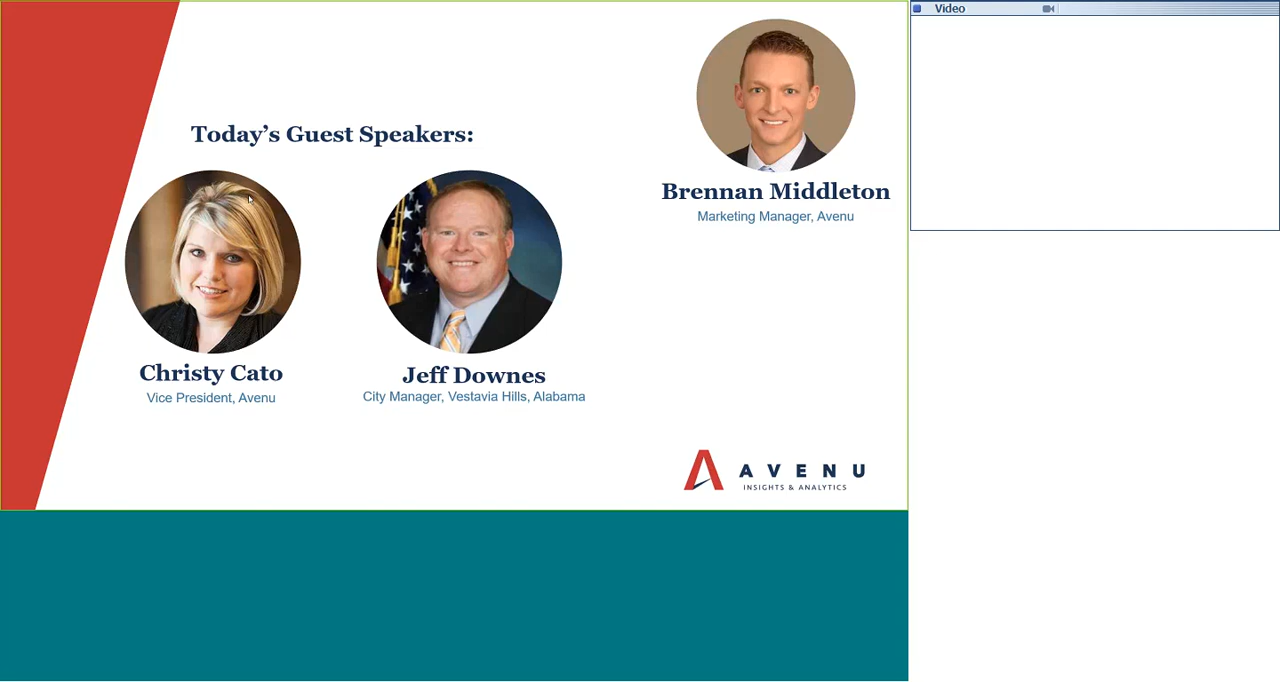 Video
Today's Guest Speakers:
Brennan Middleton
Marketing Manager, Avenu
Christy Cato
Vice President, Avenu
Jeff Downes
City Manager, Vestavia Hills, Alabama
AVENU
INSIGHTS & ANALYTICS